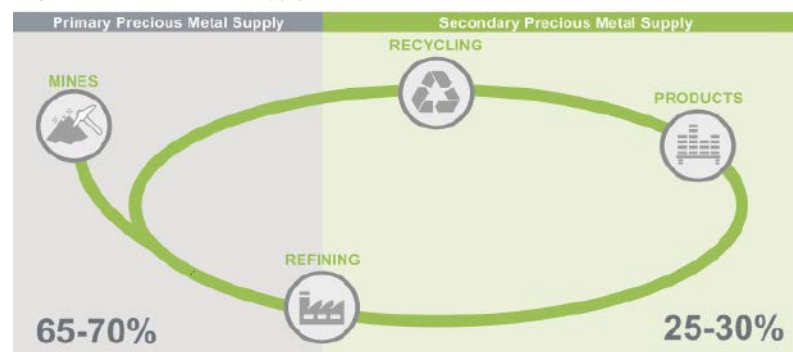 Primary Precious Metal Supply
Secondary Precious Metal Supply
RECYCLING
MINES
PRODUCTS
REFINING
65-70%
25-30%